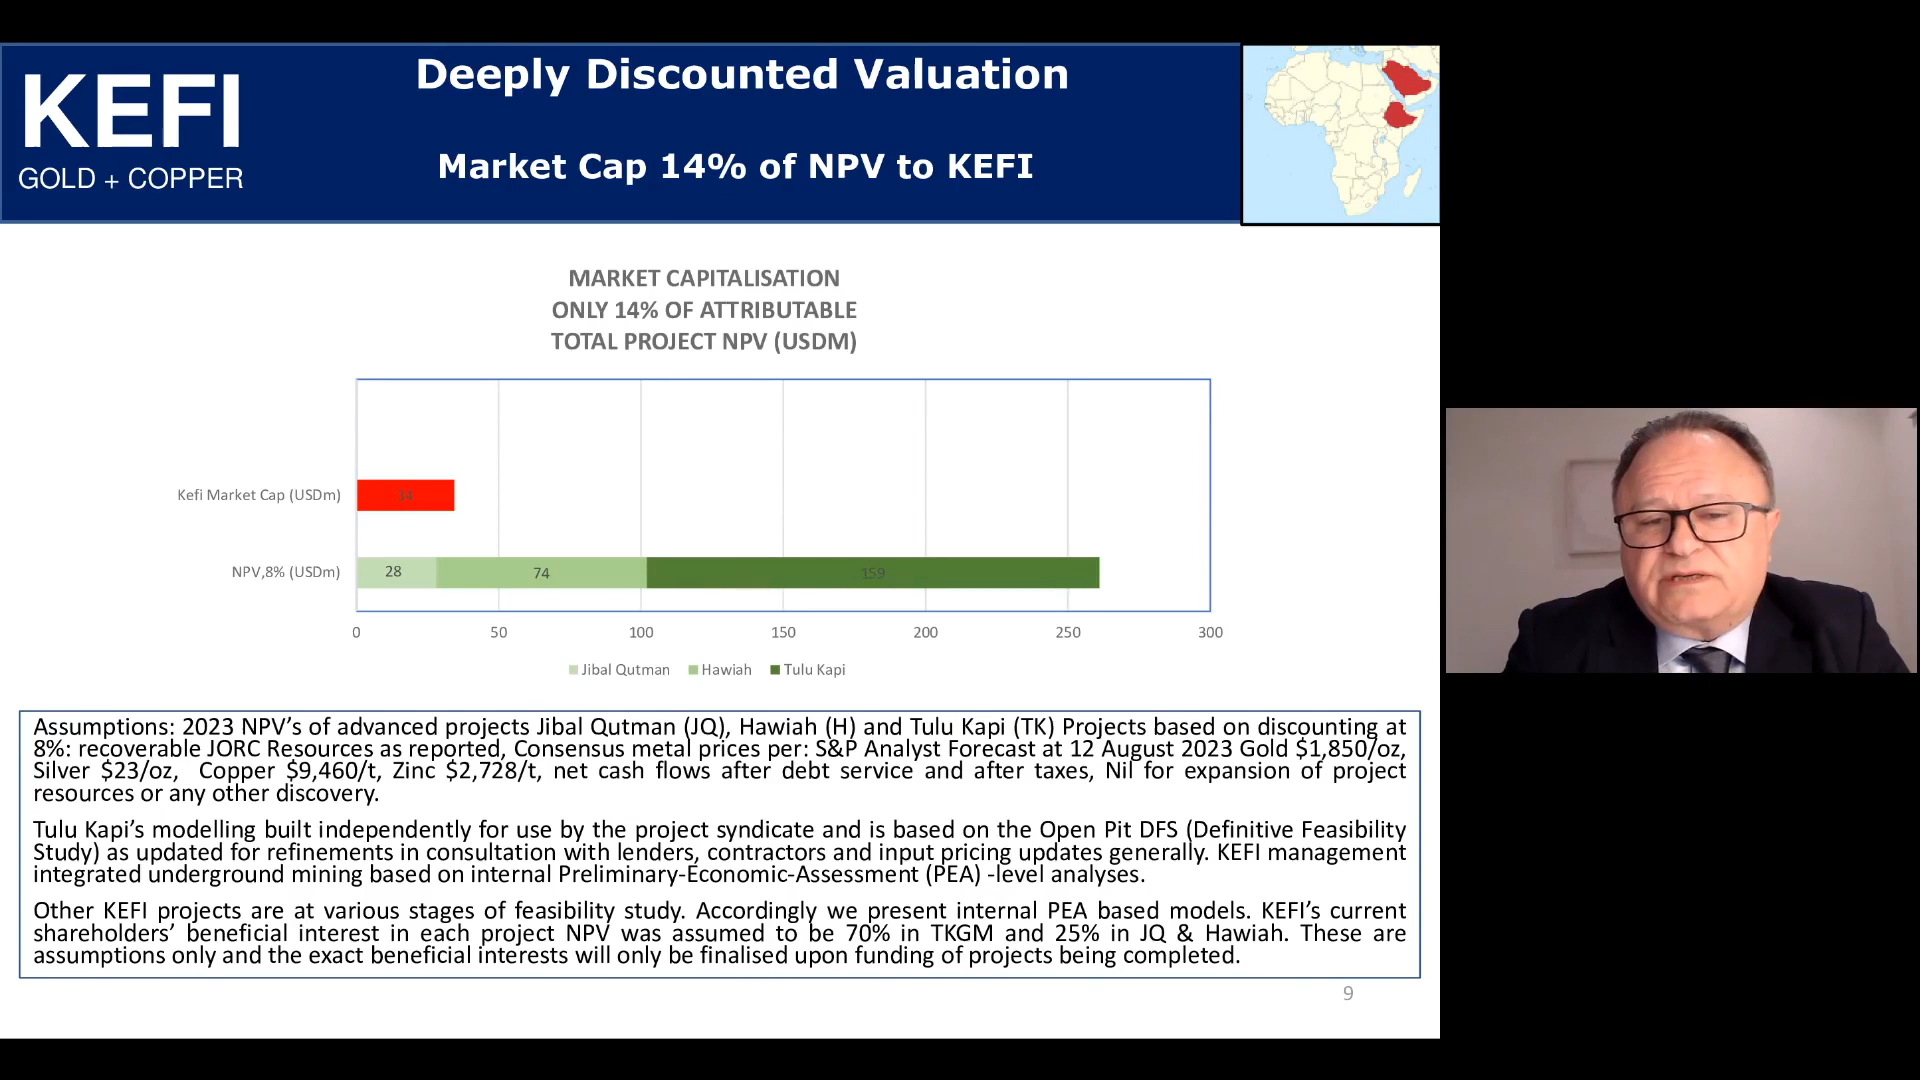 KEFI
GOLD + COPPER
Deeply Discounted Valuation
Market Cap 14% of NPV to KEFI
MARKET CAPITALISATION
ONLY 14% OF ATTRIBUTABLE
TOTAL PROJECT NPV (USDM)
Kefi Market Cap (USDm)
34
NPV,8% (USDm)
28
74
159
0
50
100
150
200
250
300
Jibal Qutman
Hawiah
Tulu Kapi
Assumptions: 2023 NPV’s of advanced projects Jibal Qutman (JQ), Hawiah (H) and Tulu Kapi (TK) Projects based on discounting at
8%: recoverable JORC Resources as reported, Consensus metal prices per: S&P Analyst Forecast at 12 August 2023 Gold $1,850/oz,
Silver $23/oz, Copper $9,460/t, Zinc $2,728/t, net cash flows after debt service and after taxes, Nil for expansion of project
resources or any other discovery.
Tulu Kapi’s modelling built independently for use by the project syndicate and is based on the Open Pit DFS (Definitive Feasibility
Study) as updated for refinements in consultation with lenders, contractors and input pricing updates generally. KEFI management
integrated underground mining based on internal Preliminary-Economic-Assessment (PEA) -level analyses.
Other KEFI projects are at various stages of feasibility study. Accordingly we present internal PEA based models. KEFI’s current
shareholders’ beneficial interest in each project NPV was assumed to be 70% in TKGM and 25% in JQ & Hawiah. These are
assumptions only and the exact beneficial interests will only be finalised upon funding of projects being completed.
9